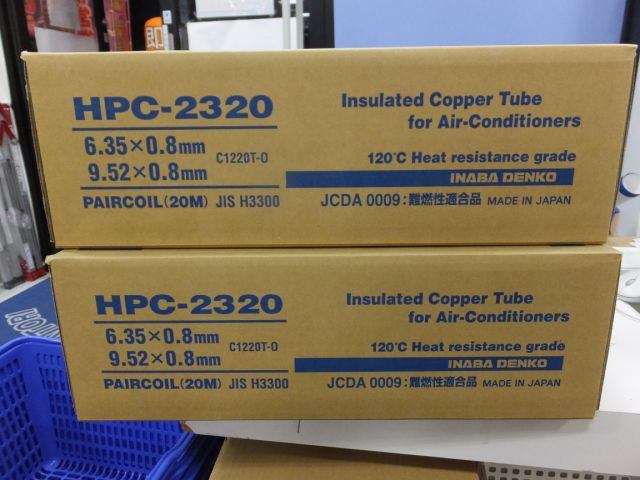 即
HPC-2320
6.35×0.8mm
9.52×0.8mm C1220T-O
PAIRCOIL(20M) JIS H3300
Insulated Copper Tube
for Air-Conditioners
120℃ Heat resistance grade
INABA DENKO
JCDA 0009:難燃性適合品 MADE IN JAPAN
HPC-2320
6.35×0.8mm
9.52×0.8mm C1220T-O
PAIRCOIL(20M) JIS H3300
Insulated Copper Tube
for Air-Conditioners
120℃ Heat resistance grade
INABA DENKO
JCDA 0009:難燃性適合品 MADE IN JAPAN